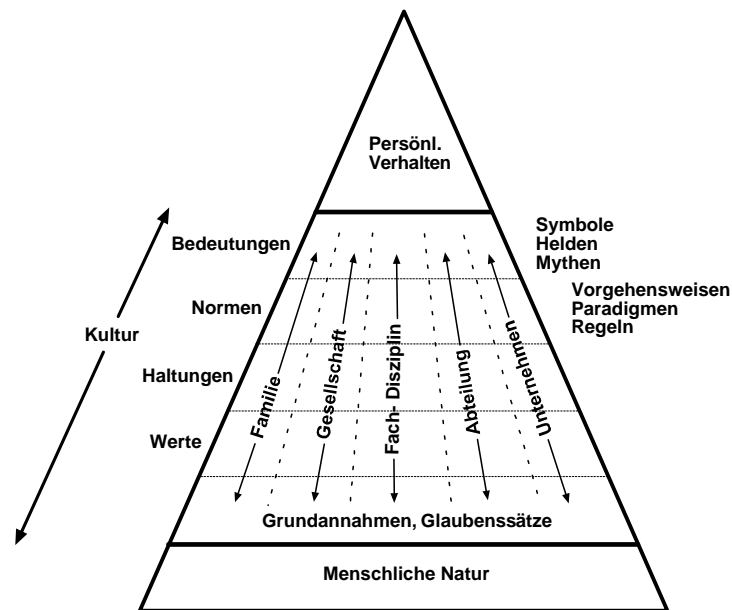 Persönl.
Verhalten
Symbole
Helden
Mythen
Bedeutungen
Vorgehensweisen
Paradigmen
Regeln
Normen
Kultur
Haltungen
Werte
Familie
Gesellschaft
Fach- Disziplin
Abteilung
Unternehmen
Grundannahmen, Glaubenssätze
Menschliche Natur